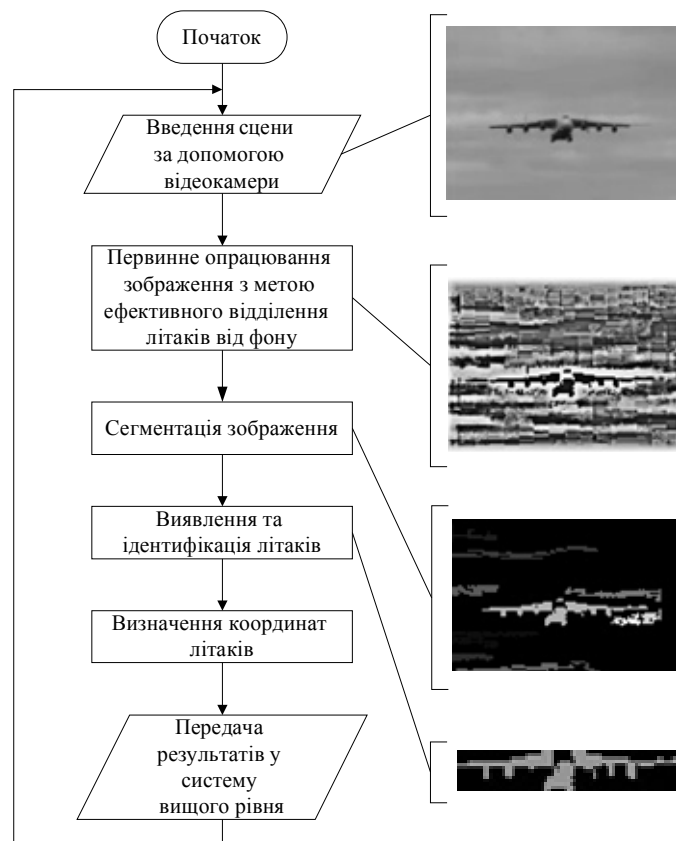 Початок
Введення сцени
за допомогою
відеокамери
Первинне опрацювання
зображення з метою
ефективного відділення
літаків від фону
Сегментація зображення
Виявлення та
ідентифікація літаків
Визначення координат
літаків
Передача
результатів у
систему
вищого рівня